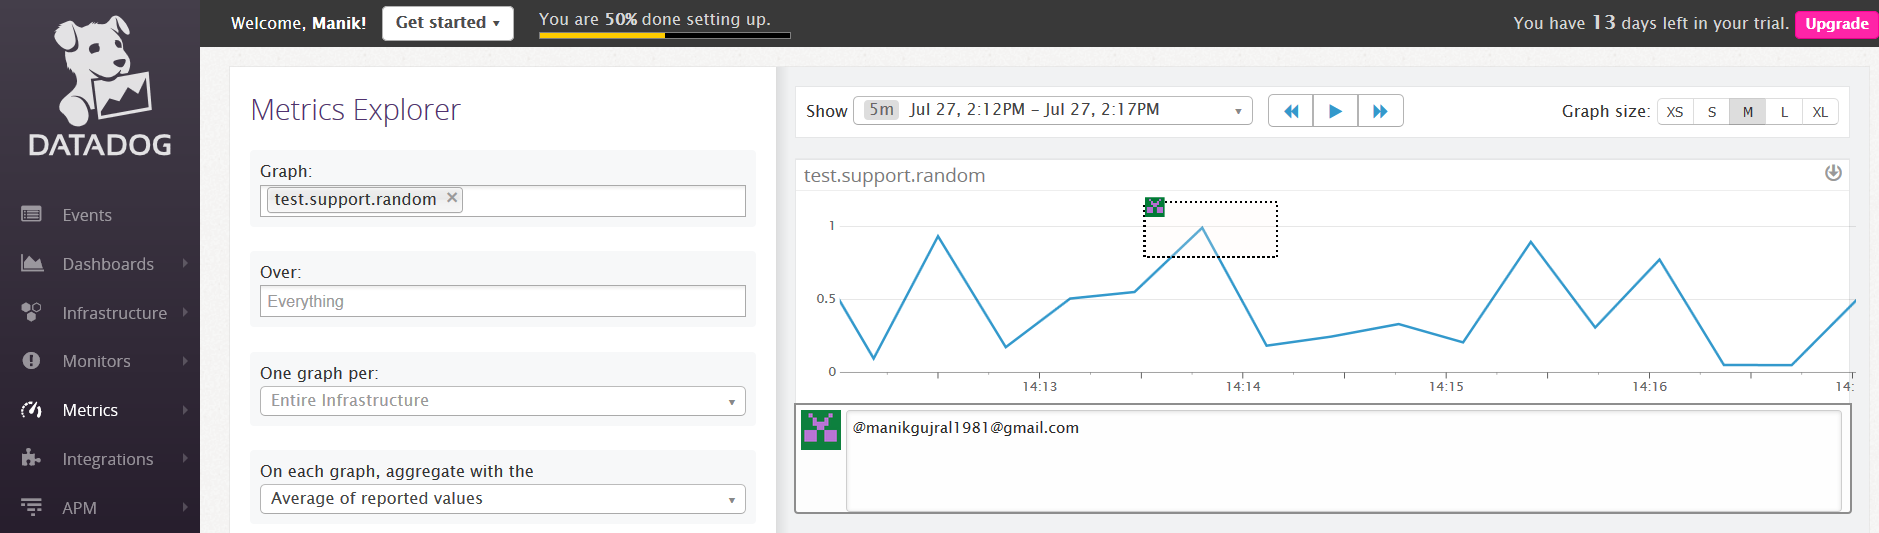 Welcome, Manik!
Get started
You are 50% done setting up.
You have 13 days left in your trial.
Upgrade
DATADOG
Events
Dashboards
Infrastructure
Monitors
Metrics
Integrations
APM
Metrics Explorer
Graph:
test.support.random ×
Over:
Everything
One graph per:
Entire Infrastructure
On each graph, aggregate with the
Average of reported values
Show 5m Jul 27, 2:12PM - Jul 27, 2:17PM
Graph size: XS S M L XL
test.support.random
1
0.5
0
14:13 14:14 14:15 14:16 14:
@manikgujral1981@gmail.com